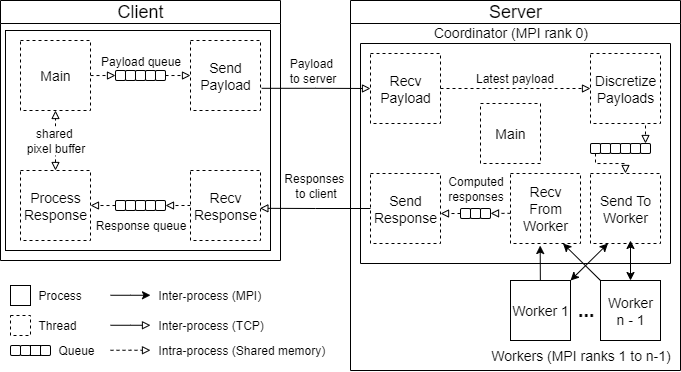 Client
Server
Coordinator (MPI rank 0)
Main
Payload queue
Send
Payload
Payload
to server
Recv
Payload
Latest payload
Discretize
Payloads
Main
shared
pixel buffer
Process
Response
Response queue
Recv
Response
Responses
to client
Send
Response
Computed
responses
Recv
From
Worker
Send To
Worker
Worker 1
...
Worker
n - 1
Workers (MPI ranks 1 to n-1)
Process
Inter-process (MPI)
Thread
Inter-process (TCP)
Queue
Intra-process (Shared memory)